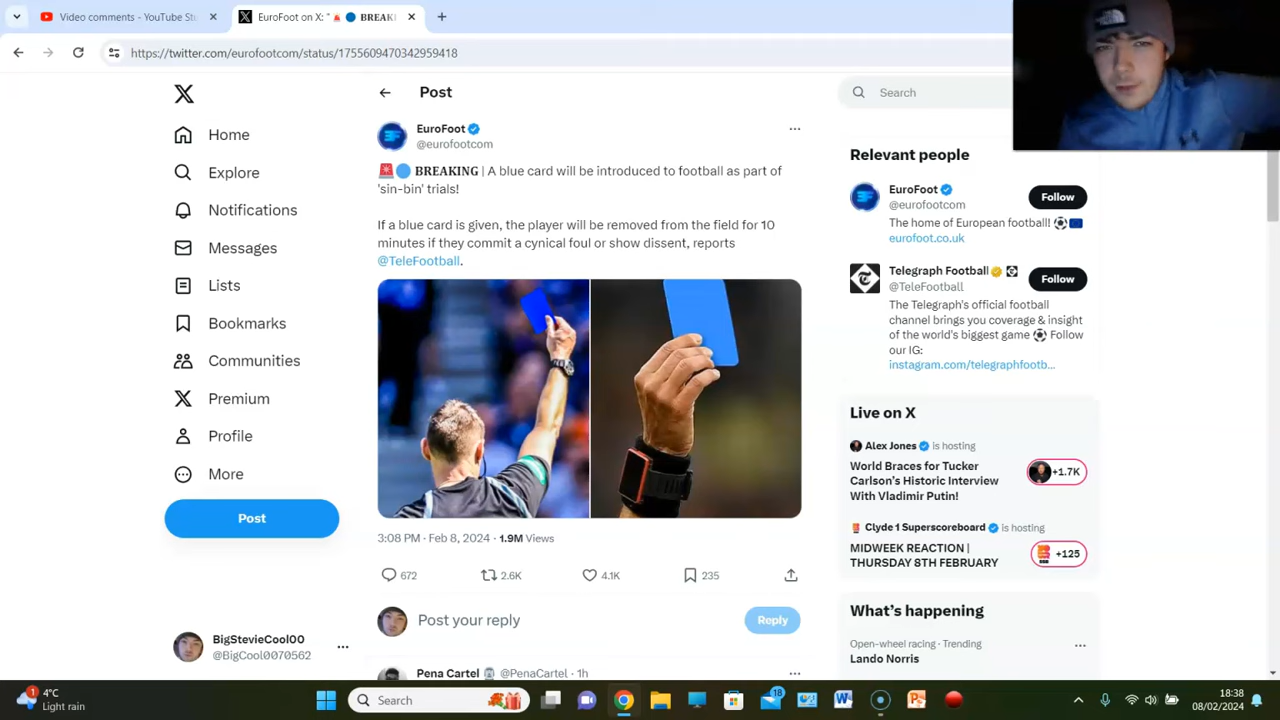 Video comments - YouTube St
EuroFoot on X: "🚨 🔵 BREAKI
https://twitter.com/eurofootcom/status/1755609470342959418
Home
Explore
Notifications
Messages
Lists
Bookmarks
Communities
Premium
Profile
More
Post
BigStevieCool00
@BigCool0070562
Post
EuroFoot
@eurofootcom
🚨🔵 BREAKING | A blue card will be introduced to football as part of
'sin-bin' trials!
If a blue card is given, the player will be removed from the field for 10
minutes if they commit a cynical foul or show dissent, reports
@TeleFootball.
3:08 PM · Feb 8, 2024 · 1.9M Views
672 2.6K 4.1K 235
Post your reply
Reply
Pena Cartel @PenaCartel · 1h
Search
Relevant people
EuroFoot
@eurofootcom
Follow
The home of European football! ⚽🇪🇺
eurofoot.co.uk
Telegraph Football
@TeleFootball
Follow
The Telegraph's official football
channel brings you coverage & insight
of the world's biggest game ⚽ Follow
our IG:
instagram.com/telegraphfootb…
Live on X
Alex Jones is hosting
World Braces for Tucker
Carlson's Historic Interview
With Vladimir Putin!
+1.7K
Clyde 1 Superscoreboard is hosting
MIDWEEK REACTION |
THURSDAY 8TH FEBRUARY
+125
What's happening
Open-wheel racing · Trending
Lando Norris
1
4°C
Light rain
Search
18
18:38
08/02/2024